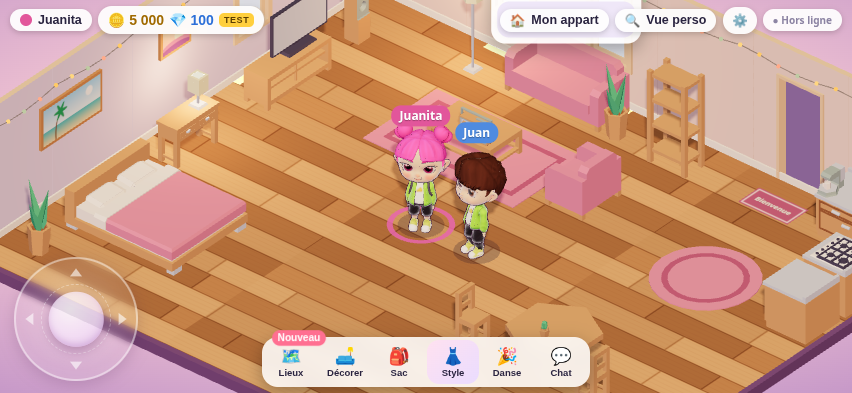 Juanita
5 000
100
TEST
Mon appart
Vue perso
Hors ligne
Juanita
Juan
Bienvenue
Nouveau
Lieux
Décorer
Sac
Style
Danse
Chat